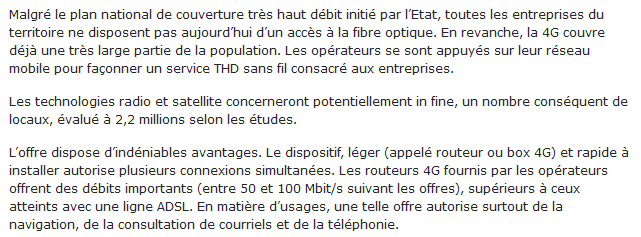 Malgré le plan national de couverture très haut débit initié par l’Etat, toutes les entreprises du
territoire ne disposent pas aujourd’hui d’un accès à la fibre optique. En revanche, la 4G couvre
déjà une très large partie de la population. Les opérateurs se sont appuyés sur leur réseau
mobile pour façonner un service THD sans fil consacré aux entreprises.
Les technologies radio et satellite concerneront potentiellement in fine, un nombre conséquent de
locaux, évalué à 2,2 millions selon les études.
L’offre dispose d’indéniables avantages. Le dispositif, léger (appelé routeur ou box 4G) et rapide à
installer autorise plusieurs connexions simultanées. Les routeurs 4G fournis par les opérateurs
offrent des débits importants (entre 50 et 100 Mbit/s suivant les offres), supérieurs à ceux
atteints avec une ligne ADSL. En matière d’usages, une telle offre autorise surtout de la
navigation, de la consultation de courriels et de la téléphonie.